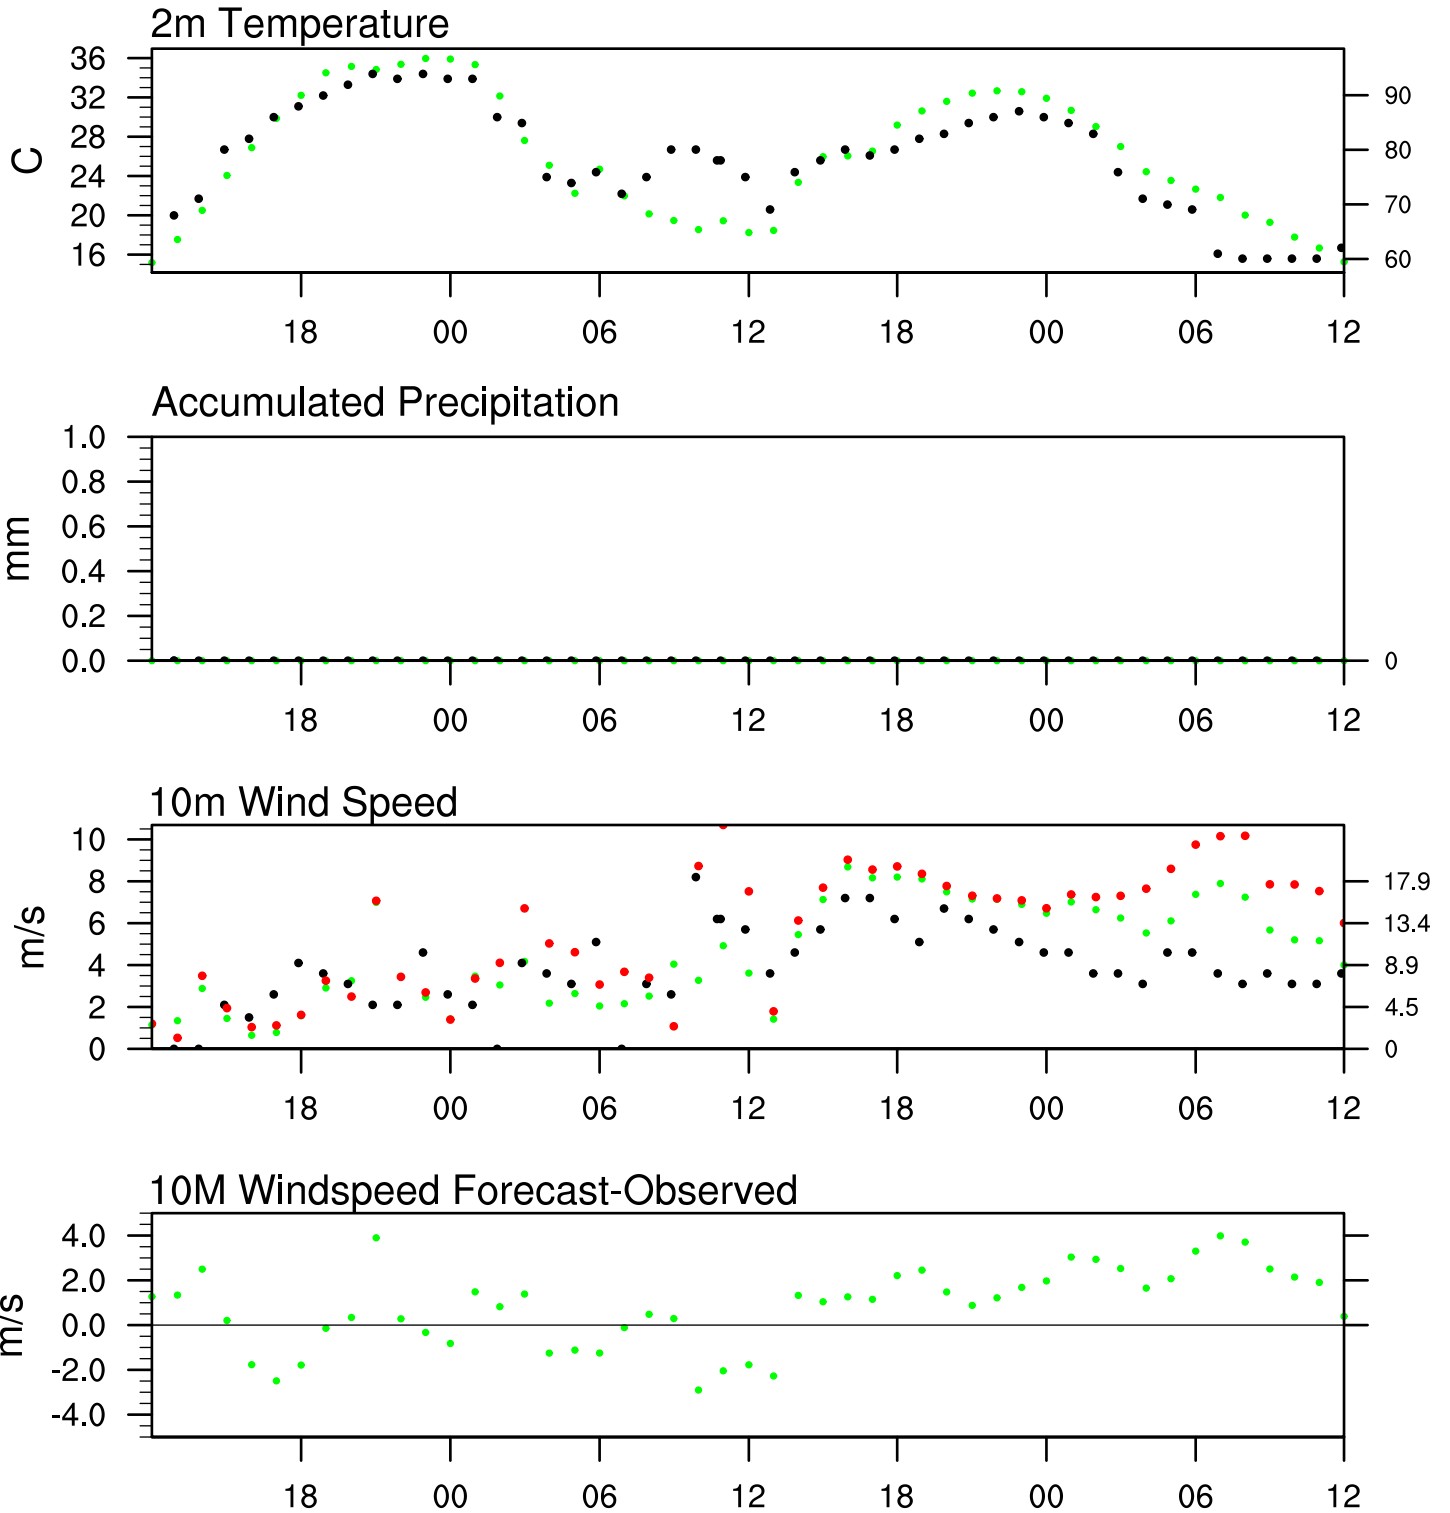 2m Temperature
36
32
28
24
20
16
C
90
80
70
60
18 00 06 12 18 00 06 12
Accumulated Precipitation
1.0
0.8
0.6
0.4
0.2
0.0
mm
0
18 00 06 12 18 00 06 12
10m Wind Speed
10
8
6
4
2
0
m/s
17.9
13.4
8.9
4.5
0
18 00 06 12 18 00 06 12
10M Windspeed Forecast-Observed
4.0
2.0
0.0
-2.0
-4.0
m/s
18 00 06 12 18 00 06 12